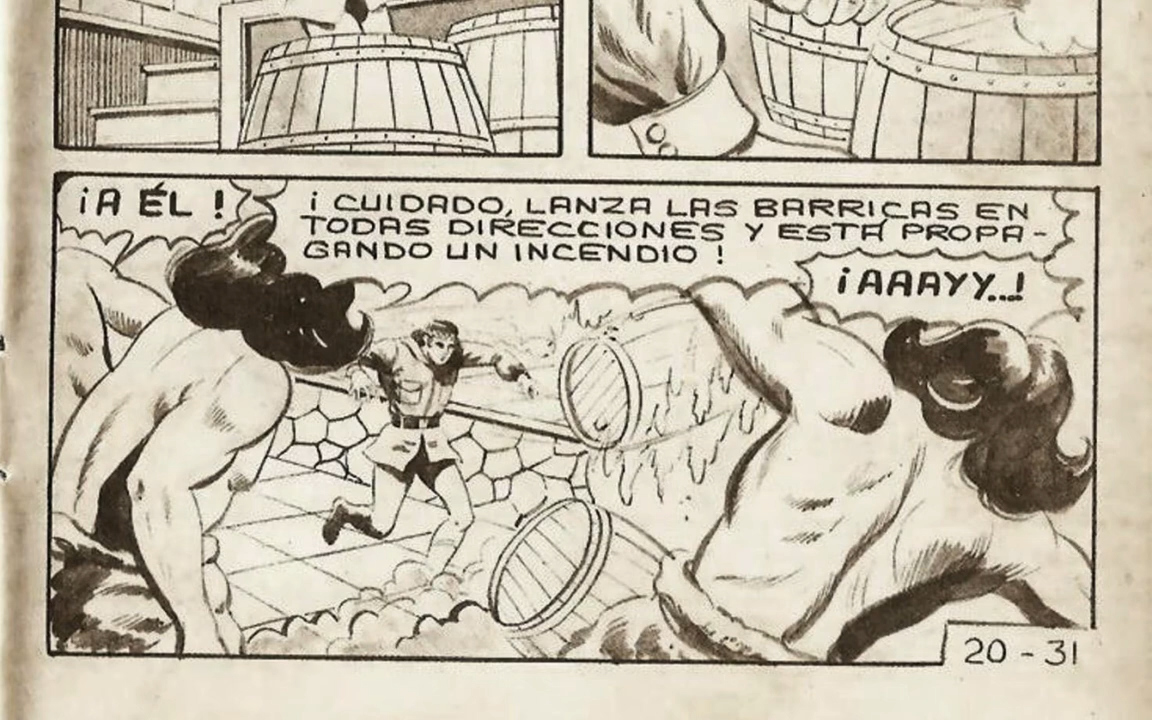 ¡A ÉL!
¡CUIDADO, LANZA LAS BARRICAS EN
TODAS DIRECCIONES Y ESTÁ PROPA-
GANDO UN INCENDIO!
¡AAAYY...!
20-31